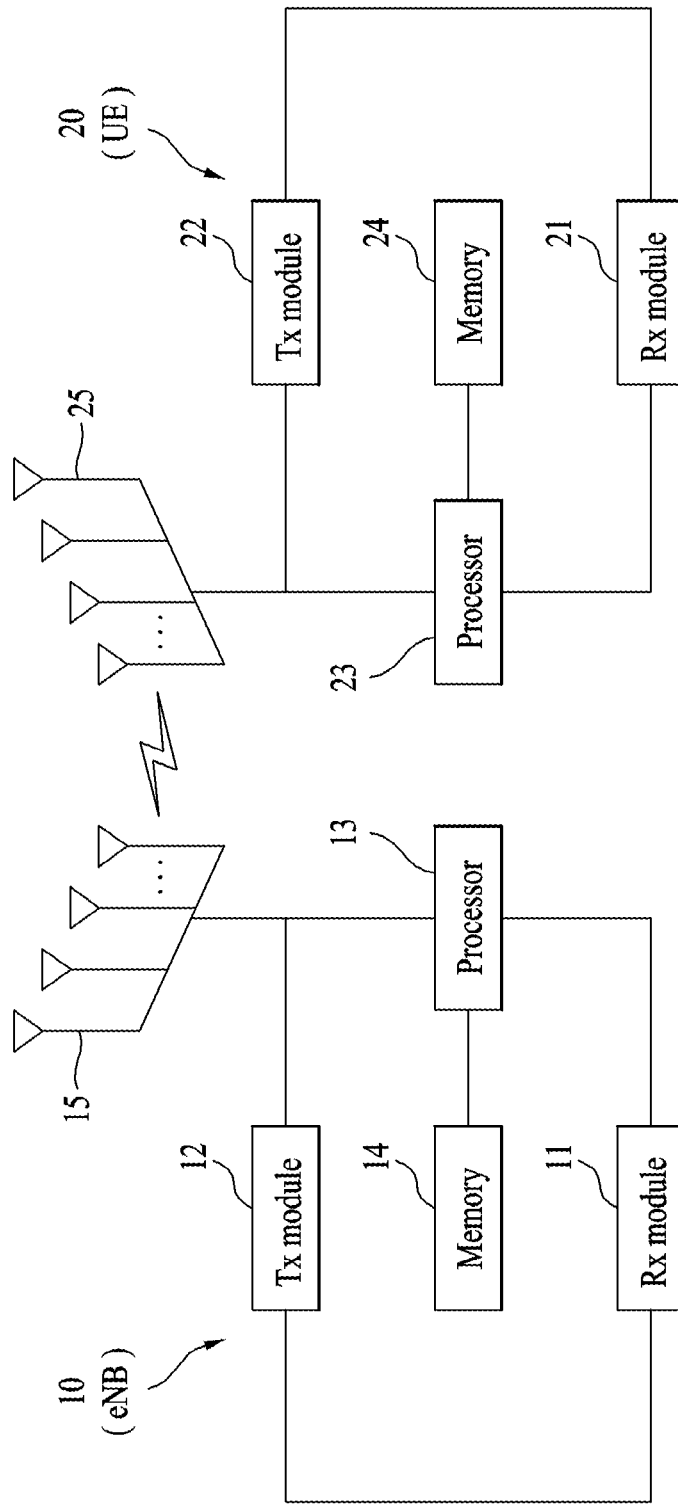 10
( eNB )
12
Tx module
14
Memory
11
Rx module
15
. . .
13
Processor
25
. . .
23
Processor
20
( UE )
22
Tx module
24
Memory
21
Rx module